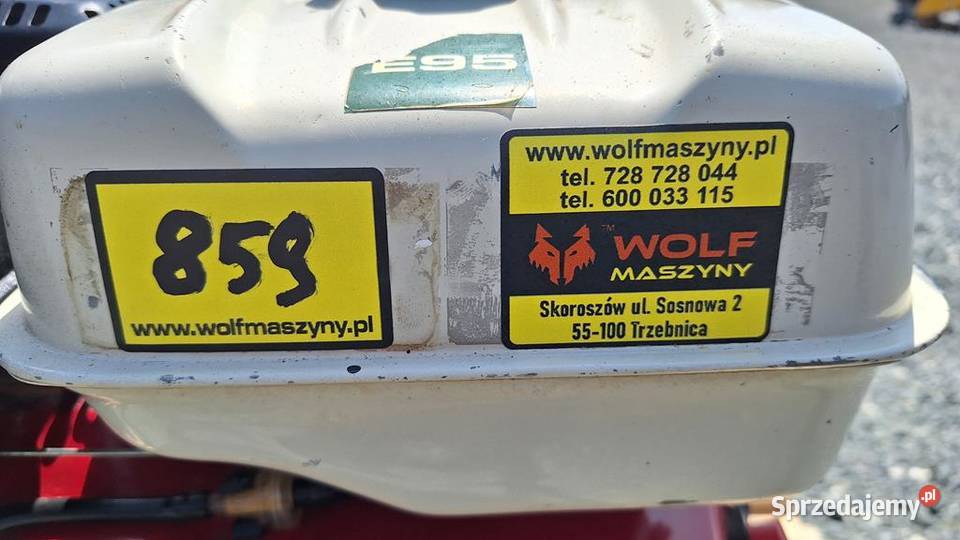 E95
859
www.wolfmaszyny.pl
www.wolfmaszyny.pl
tel. 728 728 044
tel. 600 033 115
WOLF
TM
MASZYNY
Skoroszów ul. Sosnowa 2
55-100 Trzebnica
Sprzedajemy.pl